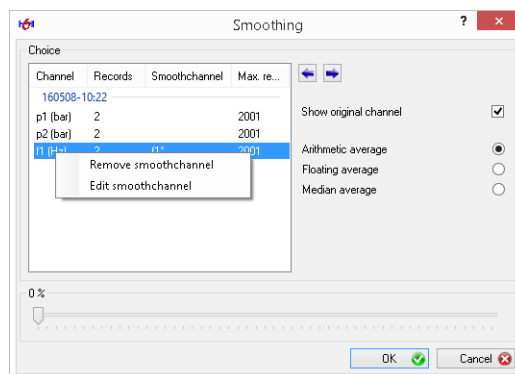 Smoothing
?
Choice
Channel Records Smoothchannel Max. re...
160508-10:22
p1 (bar) 2 2001
p2 (bar) 2 2001
f1 (Hz) 2 f1* 2001
Remove smoothchannel
Edit smoothchannel
Show original channel
Arithmetic average
Floating average
Median average
0 %
OK Cancel